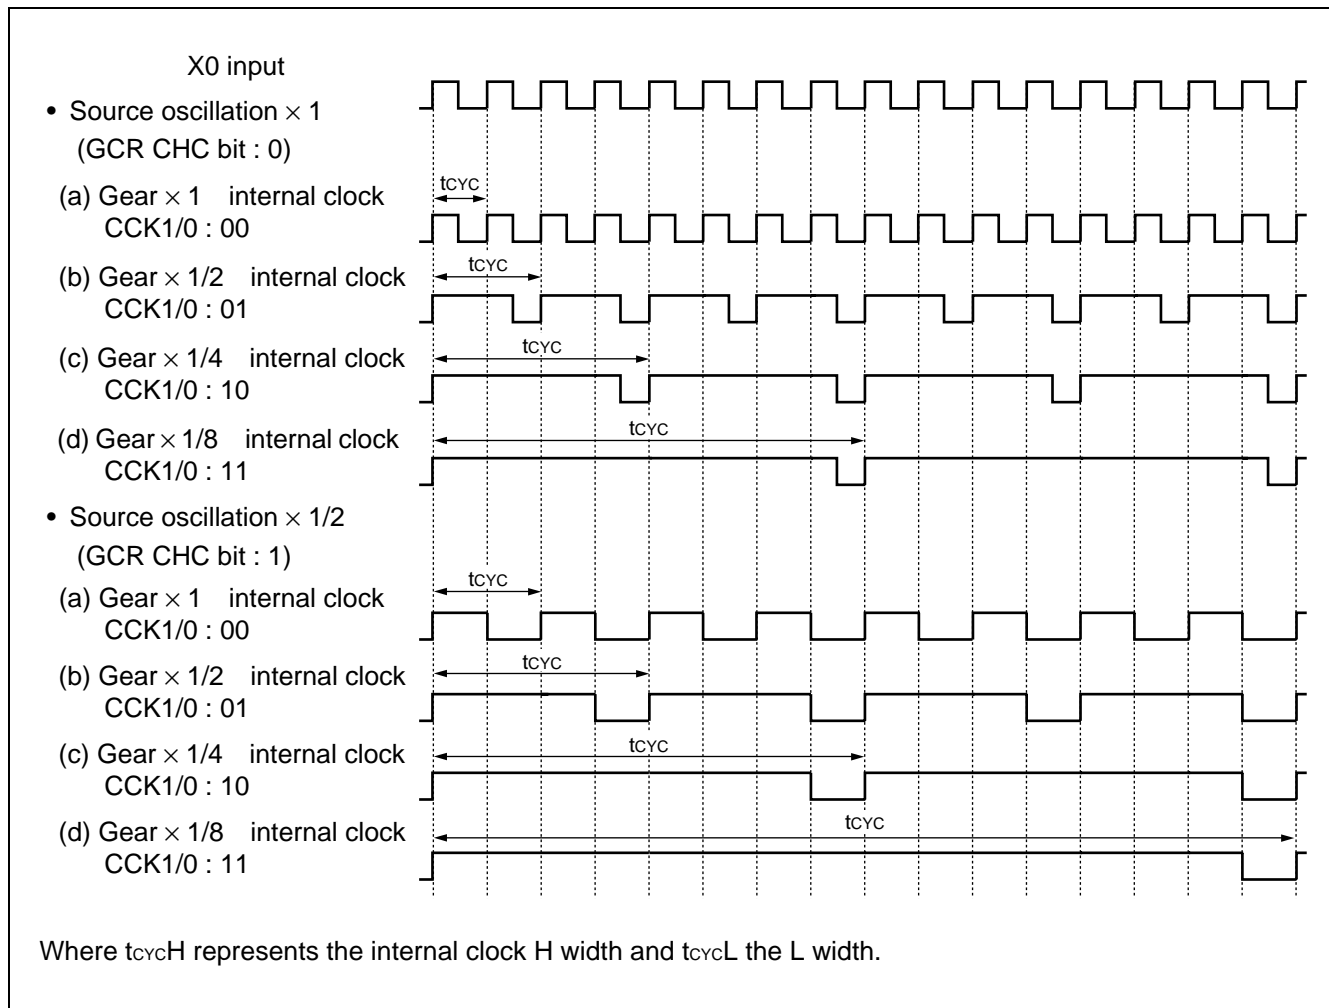 X0 input
• Source oscillation × 1
(GCR CHC bit : 0)
(a) Gear × 1 internal clock
CCK1/0 : 00
tCYC
(b) Gear × 1/2 internal clock
CCK1/0 : 01
tCYC
(c) Gear × 1/4 internal clock
CCK1/0 : 10
tCYC
(d) Gear × 1/8 internal clock
CCK1/0 : 11
tCYC
• Source oscillation × 1/2
(GCR CHC bit : 1)
(a) Gear × 1 internal clock
CCK1/0 : 00
tCYC
(b) Gear × 1/2 internal clock
CCK1/0 : 01
tCYC
(c) Gear × 1/4 internal clock
CCK1/0 : 10
tCYC
(d) Gear × 1/8 internal clock
CCK1/0 : 11
tCYC
Where tCYCH represents the internal clock H width and tCYCL the L width.